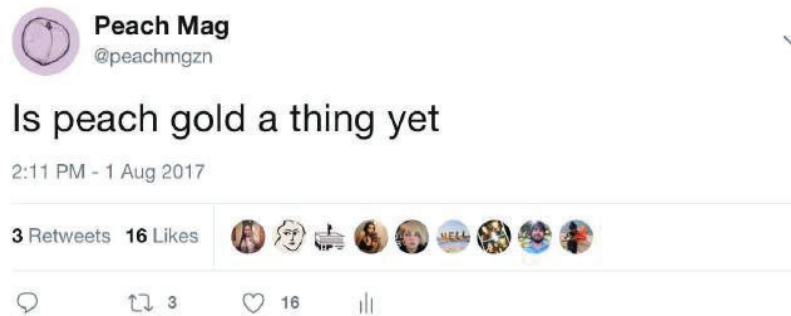 Peach Mag
@peachmgzn
Is peach gold a thing yet
2:11 PM - 1 Aug 2017
3 Retweets 16 Likes
3 16